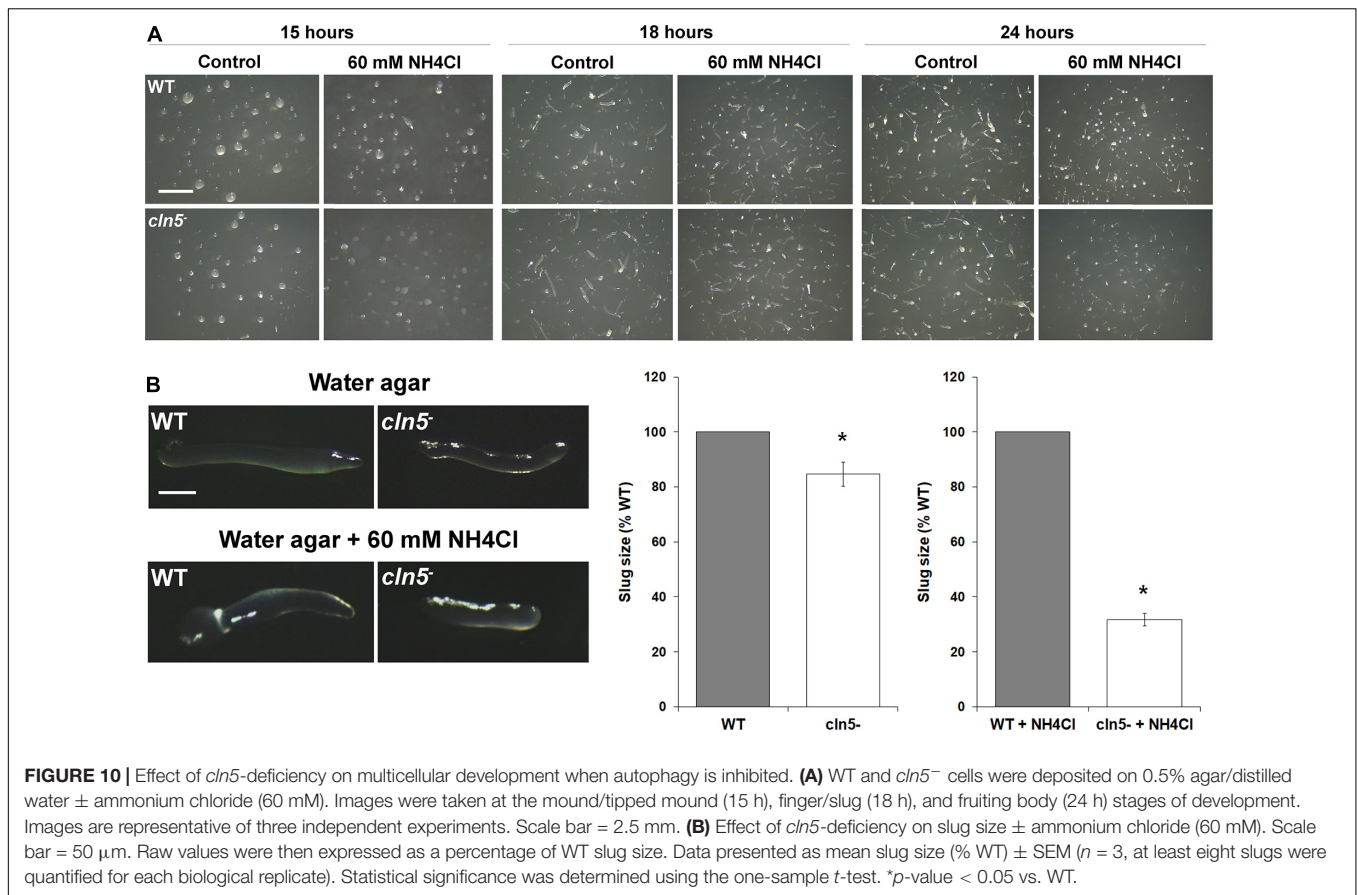 A
15 hours 18 hours 24 hours
Control 60 mM NH4Cl Control 60 mM NH4Cl Control 60 mM NH4Cl
WT
cln5-
B
Water agar
WT cln5-
Water agar + 60 mM NH4Cl
WT cln5-
120
100
80
60
40
20
0
Slug size (% WT)
*
WT cln5-
120
100
80
60
40
20
0
Slug size (% WT)
*
WT + NH4Cl cln5- + NH4Cl
FIGURE 10 | Effect of cln5-deficiency on multicellular development when autophagy is inhibited. (A) WT and cln5− cells were deposited on 0.5% agar/distilled
water ± ammonium chloride (60 mM). Images were taken at the mound/tipped mound (15 h), finger/slug (18 h), and fruiting body (24 h) stages of development.
Images are representative of three independent experiments. Scale bar = 2.5 mm. (B) Effect of cln5-deficiency on slug size ± ammonium chloride (60 mM). Scale
bar = 50 μm. Raw values were then expressed as a percentage of WT slug size. Data presented as mean slug size (% WT) ± SEM (n = 3, at least eight slugs were
quantified for each biological replicate). Statistical significance was determined using the one-sample t-test. *p-value < 0.05 vs. WT.